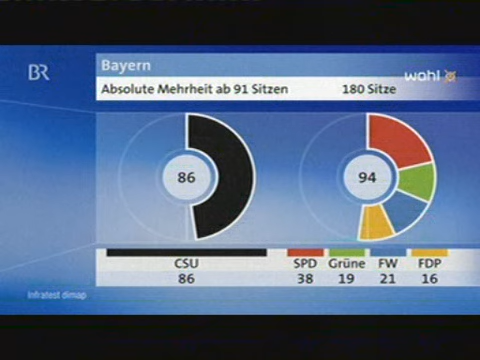 BR
Bayern
wahl
Absolute Mehrheit ab 91 Sitzen 180 Sitze
86 94
CSU SPD Grüne FW FDP
86 38 19 21 16
Infratest dimap